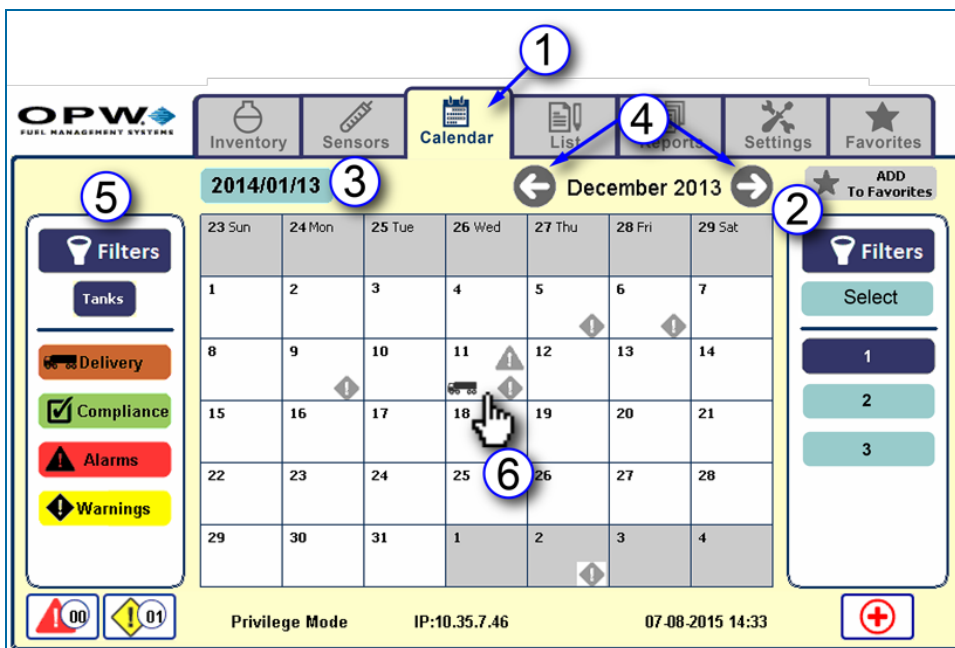 1
OPW
FUEL MANAGEMENT SYSTEMS
Inventory Sensors Calendar List Reports Settings Favorites
4
5
2014/01/13 3 December 2013 2 ADD
To Favorites
Filters
Tanks
Delivery
Compliance
Alarms
Warnings
23 Sun 24 Mon 25 Tue 26 Wed 27 Thu 28 Fri 29 Sat
1 2 3 4 5 6 7
8 9 10 11 12 13 14
15 16 17 18 19 20 21
22 23 24 25 6 26 27 28
29 30 31 1 2 3 4
Filters
Select
1
2
3
00 01 Privilege Mode IP:10.35.7.46 07-08-2015 14:33